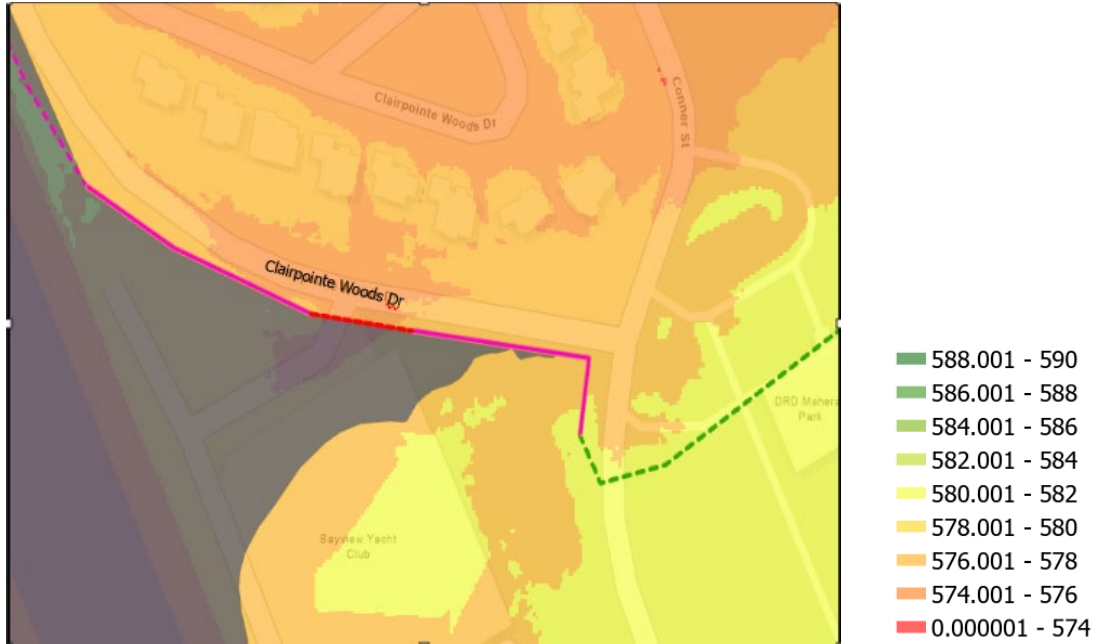 Clairpointe Woods Dr
Conner St
Clairpointe Woods Dr
DRD Mahera
Park
Bayview Yacht
Club
588.001 - 590
586.001 - 588
584.001 - 586
582.001 - 584
580.001 - 582
578.001 - 580
576.001 - 578
574.001 - 576
0.000001 - 574